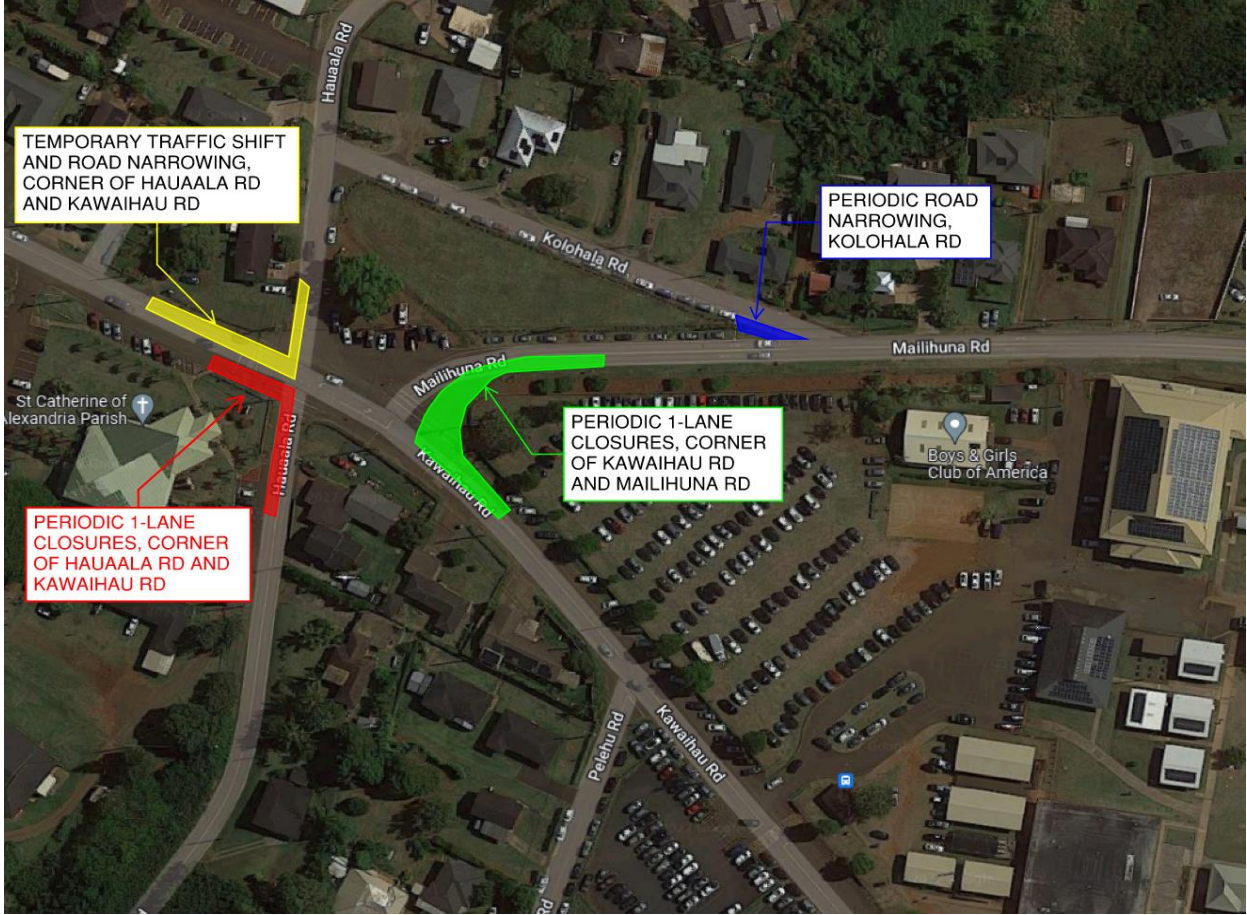 Hauaala Rd
TEMPORARY TRAFFIC SHIFT
AND ROAD NARROWING,
CORNER OF HAUAALA RD
AND KAWAIHAU RD
PERIODIC ROAD
NARROWING,
KOLOHALA RD
Kolohala Rd
Mailihuna Rd
Mailihuna Rd
St Catherine of
Alexandria Parish
Hauaala Rd
Kawaihau Rd
PERIODIC 1-LANE
CLOSURES, CORNER
OF KAWAIHAU RD
AND MAILIHUNA RD
Boys & Girls
Club of America
PERIODIC 1-LANE
CLOSURES, CORNER
OF HAUAALA RD AND
KAWAIHAU RD
Pelehu Rd
Kawaihau Rd
Rd